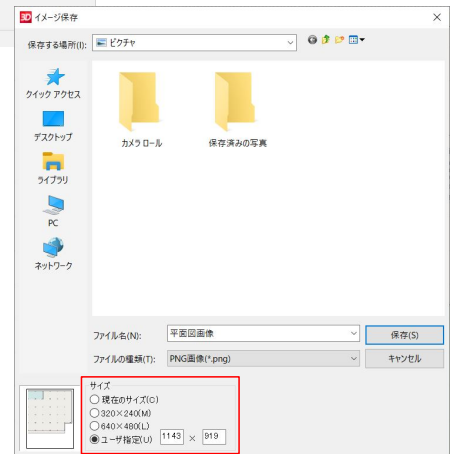 3D イメージ保存
保存する場所(I): ピクチャ
クイック アクセス
デスクトップ
ライブラリ
PC
ネットワーク
カメラ ロール
保存済みの写真
ファイル名(N): 平面図画像 保存(S)
ファイルの種類(T): PNG画像(*.png) キャンセル
サイズ
現在のサイズ(C)
320×240(M)
640×480(L)
ユーザ指定(U) 1143 × 919